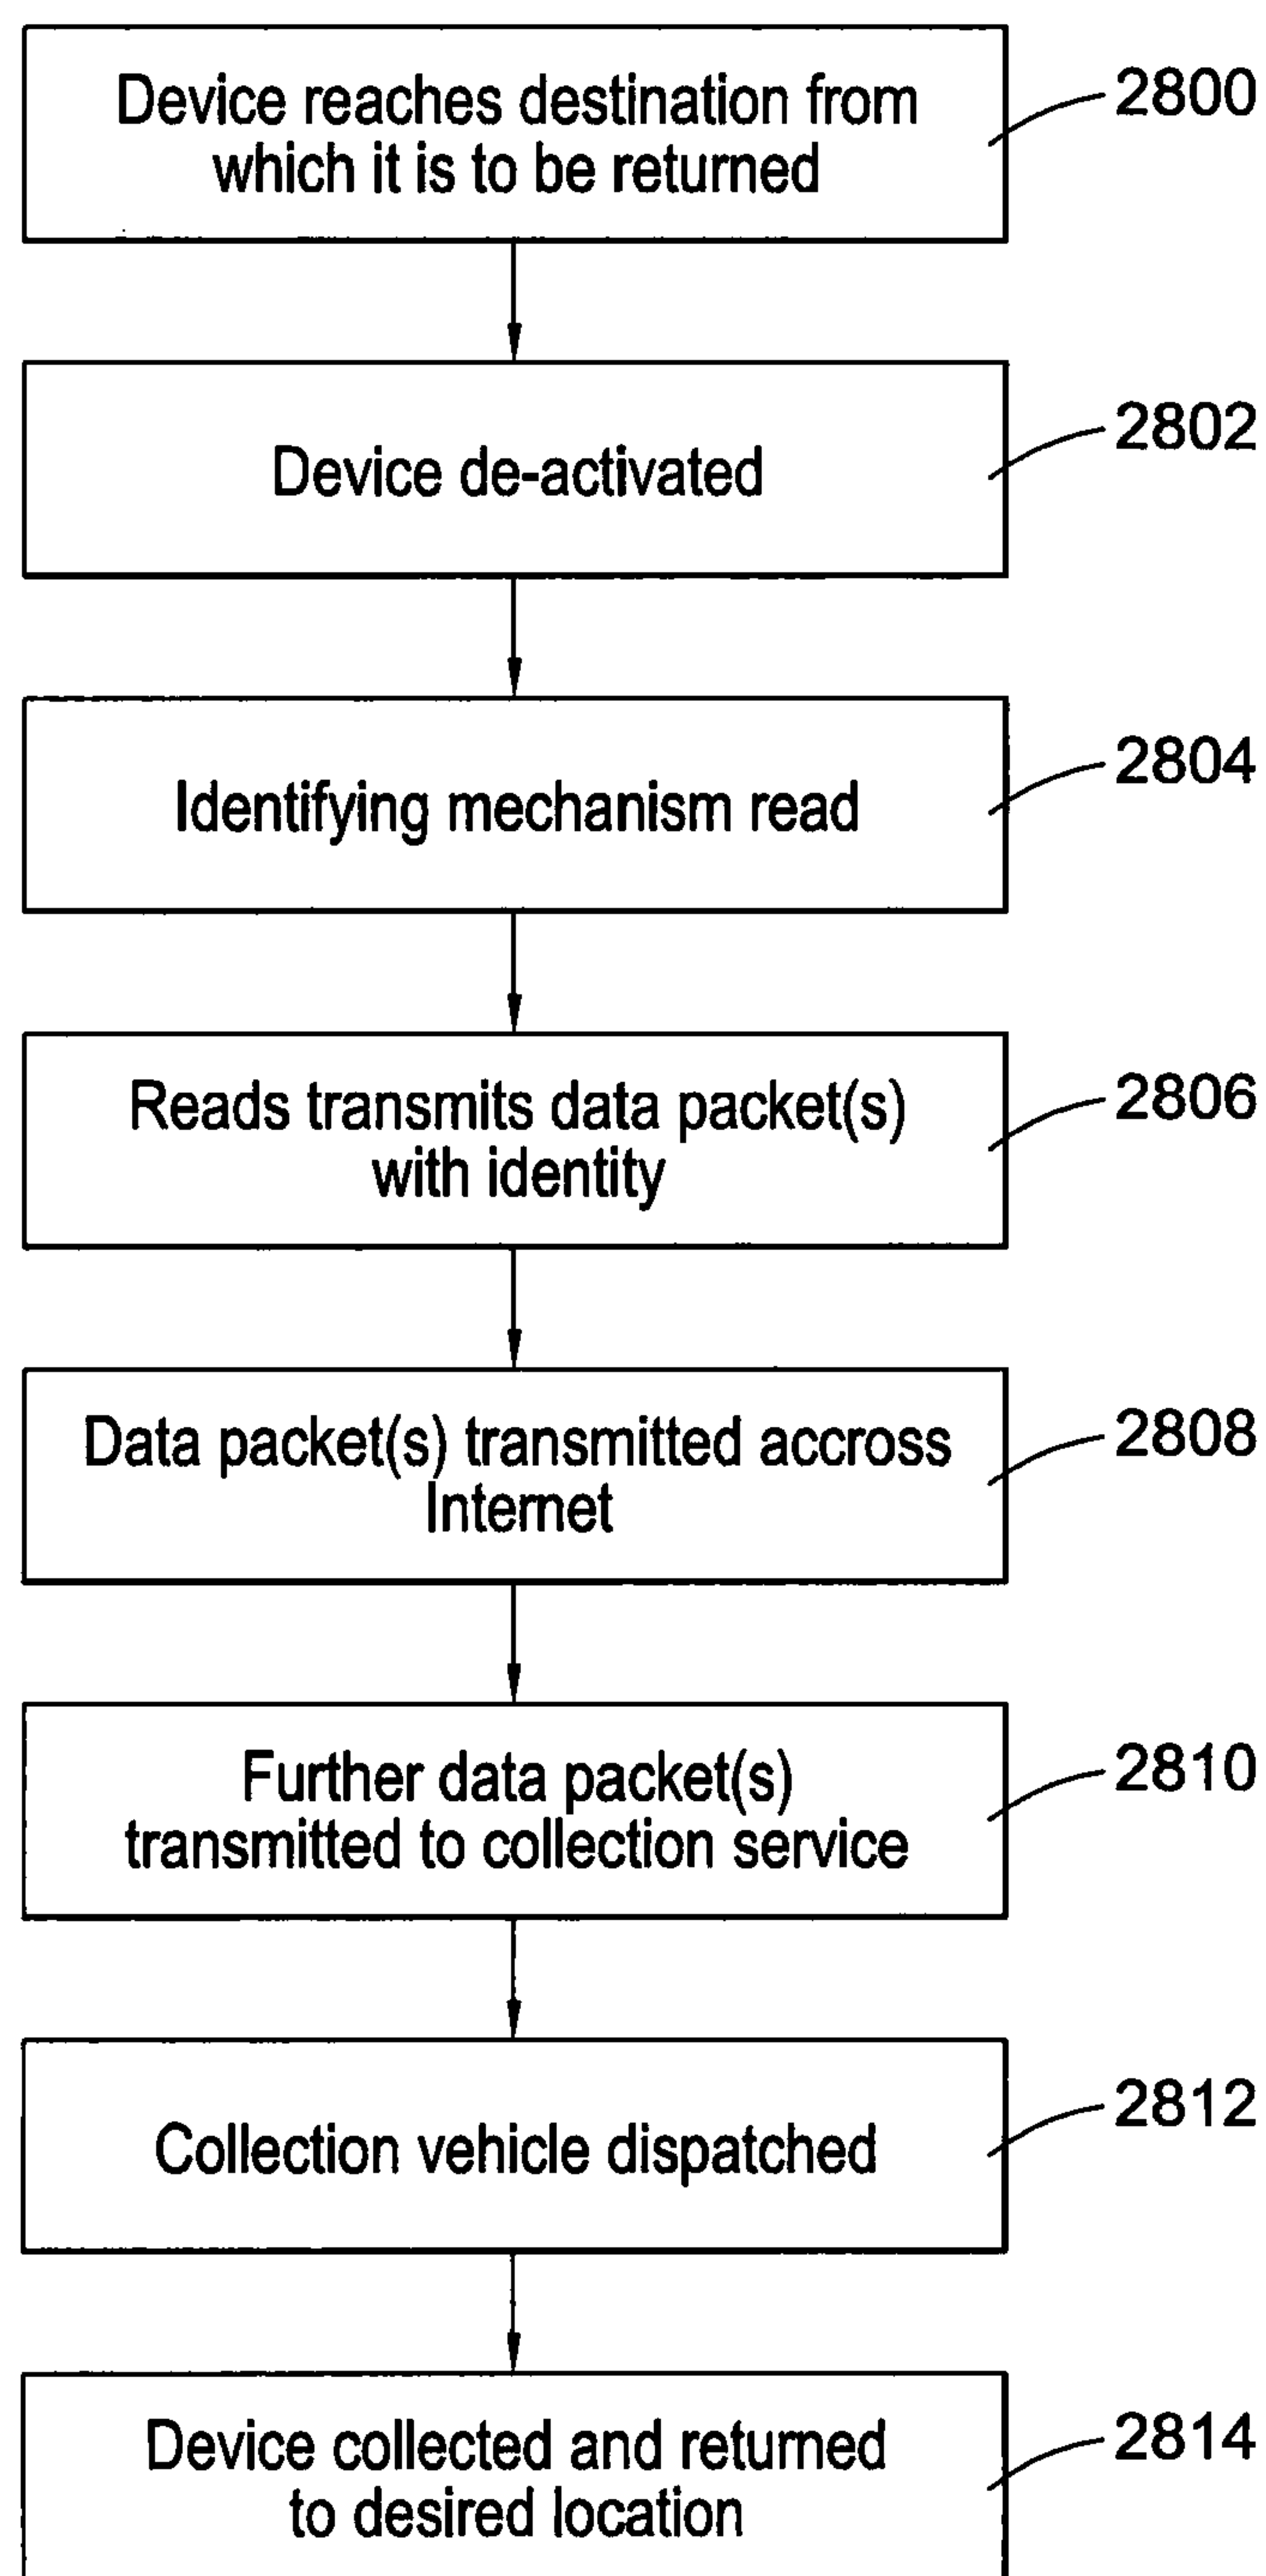 Device reaches destination from
which it is to be returned
2800
Device de-activated
2802
Identifying mechanism read
2804
Reads transmits data packet(s)
with identity
2806
Data packet(s) transmitted accross
Internet
2808
Further data packet(s)
transmitted to collection service
2810
Collection vehicle dispatched
2812
Device collected and returned
to desired location
2814